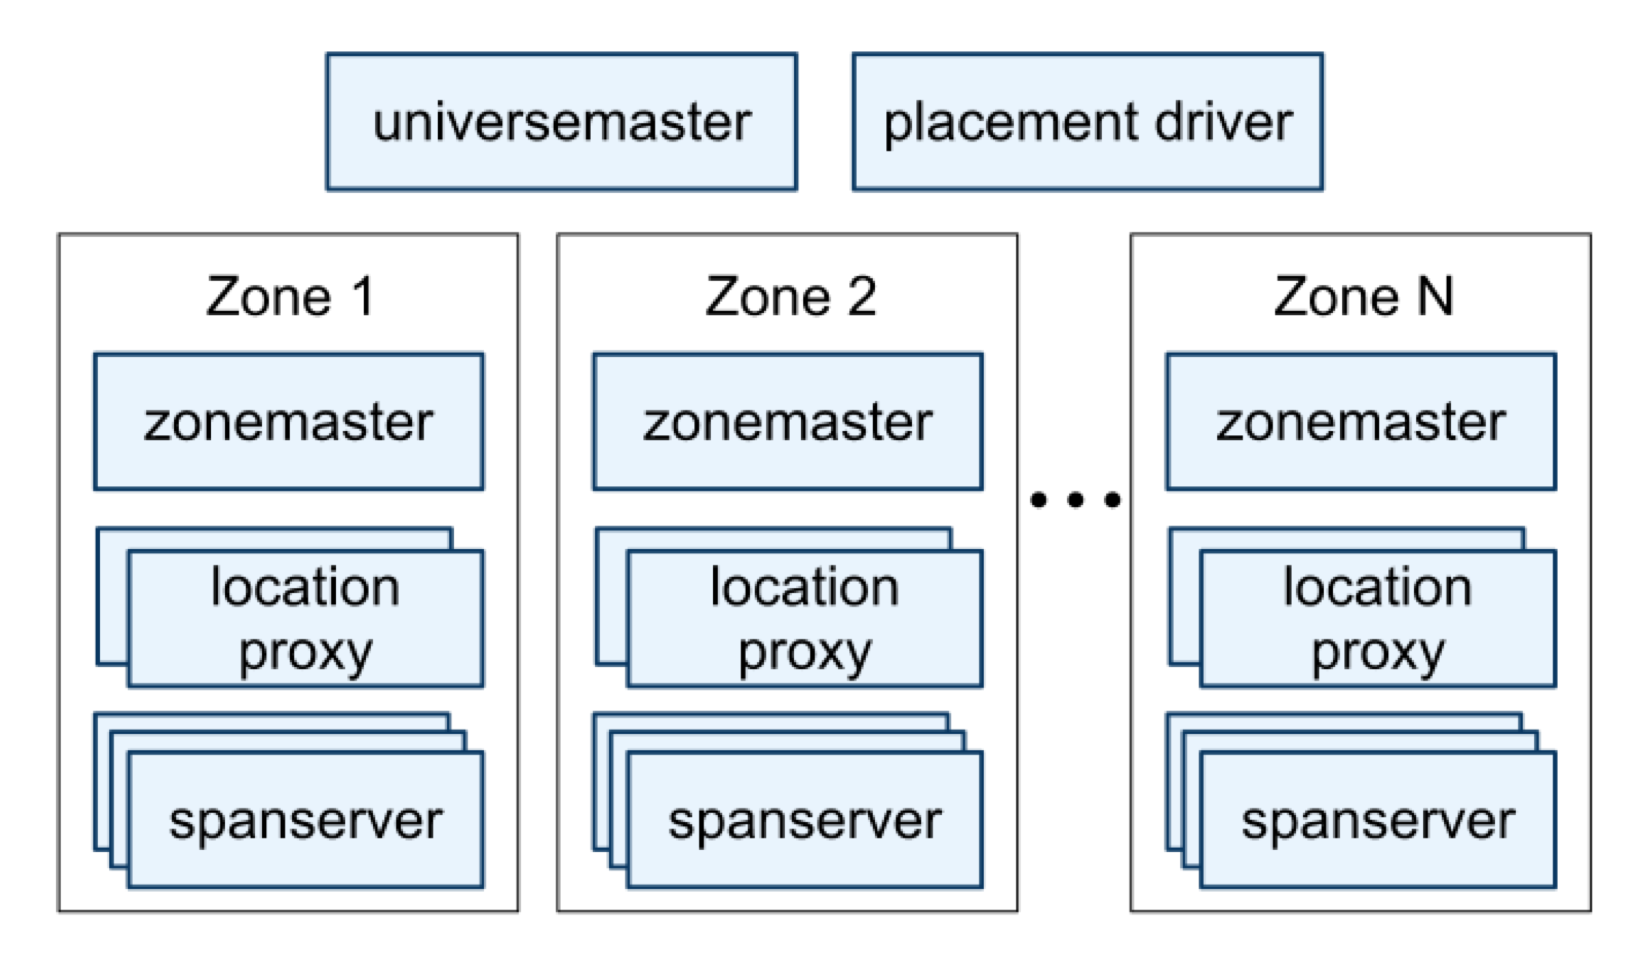 universemaster
placement driver
Zone 1
zonemaster
location
proxy
spanserver
Zone 2
zonemaster
location
proxy
spanserver
...
Zone N
zonemaster
location
proxy
spanserver